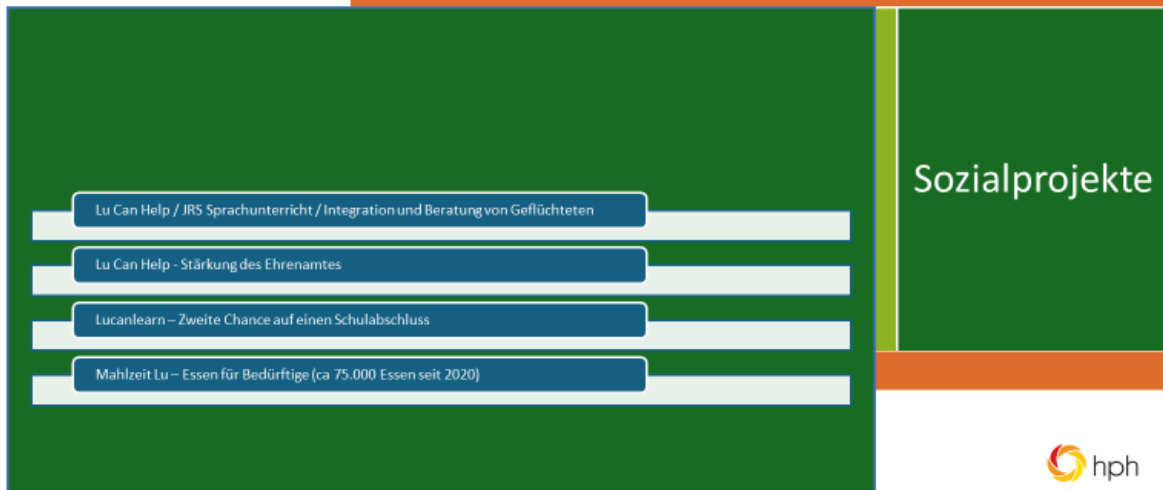 Sozialprojekte
Lu Can Help / JRS Sprachunterricht / Integration und Beratung von Geflüchteten
Lu Can Help - Stärkung des Ehrenamtes
Lucanlearn – Zweite Chance auf einen Schulabschluss
Mahlzeit Lu – Essen für Bedürftige (ca 75.000 Essen seit 2020)
hph